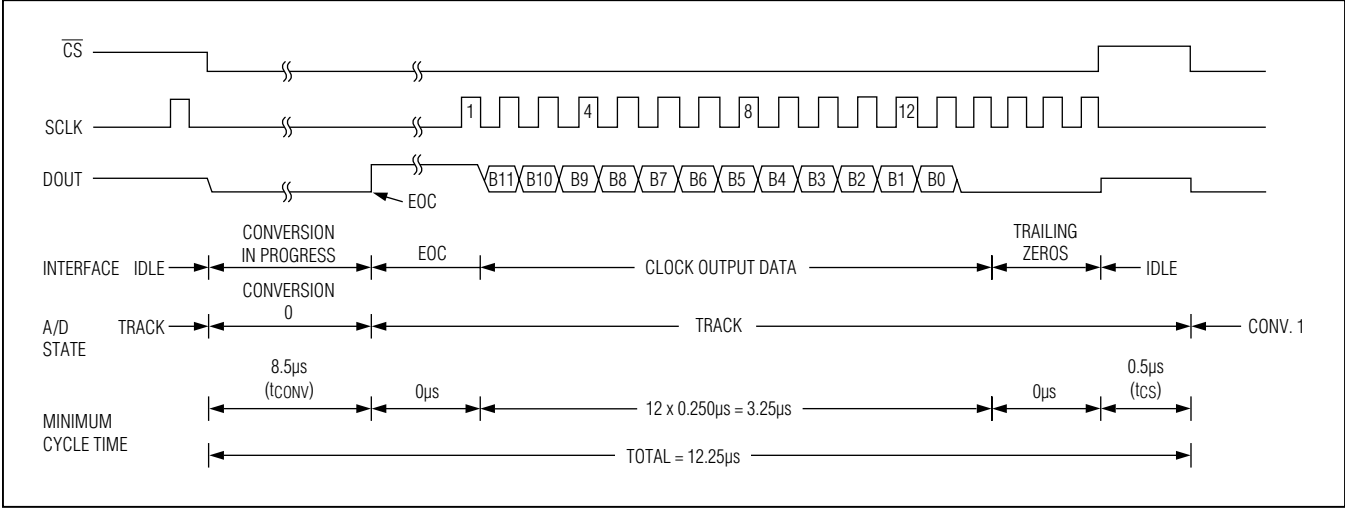 CS
SCLK
1 4 8 12
DOUT
B11 B10 B9 B8 B7 B6 B5 B4 B3 B2 B1 B0
EOC
INTERFACE IDLE
CONVERSION
IN PROGRESS
EOC
CLOCK OUTPUT DATA
TRAILING
ZEROS
IDLE
A/D
STATE
TRACK
CONVERSION
0
TRACK
CONV. 1
MINIMUM
CYCLE TIME
8.5µs
(tCONV)
0µs
12 x 0.250µs = 3.25µs
0µs
0.5µs
(tCS)
TOTAL = 12.25µs